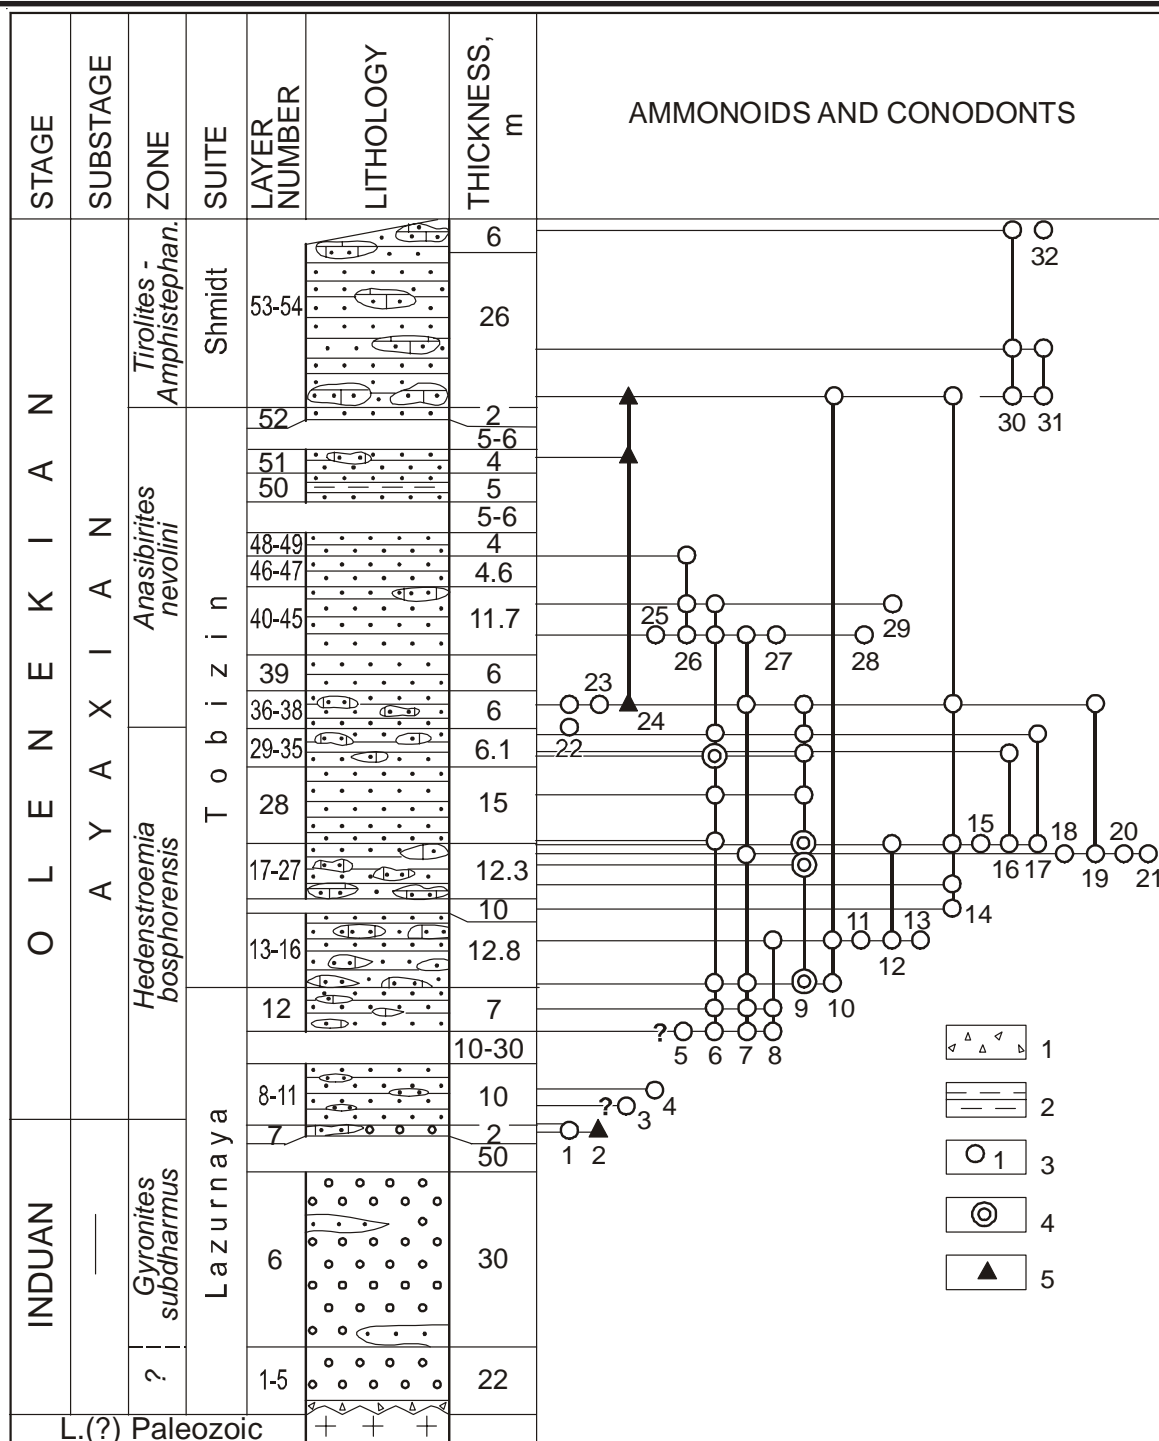 STAGE
SUBSTAGE
ZONE
SUITE
LAYER
NUMBER
LITHOLOGY
THICKNESS,
m
AMMONOIDS AND CONODONTS
OLENEKIAN
INDUAN
AYAXIAN
Tirolites -
Amphistephan.
Anasibirites
nevolini
Hedenstroemia
bosphorensis
Gyronites
subdharmus
?
Shmidt
Tobizin
Lazurnaya
53-54
52
51
50
48-49
46-47
40-45
39
36-38
29-35
28
17-27
13-16
12
8-11
7
6
1-5
6
26
2
5-6
4
5
5-6
4
4.6
11.7
6
6
6.1
15
12.3
10
12.8
7
10-30
10
2
50
30
22
32
30 31
25
29
26 27 28
23
24
22
15 18 20
16 17 19 21
14
11 13
12
9 10
? 5 6 7 8
4
? 3
1 2
1
2
1 3
4
5
L.(?) Paleozoic